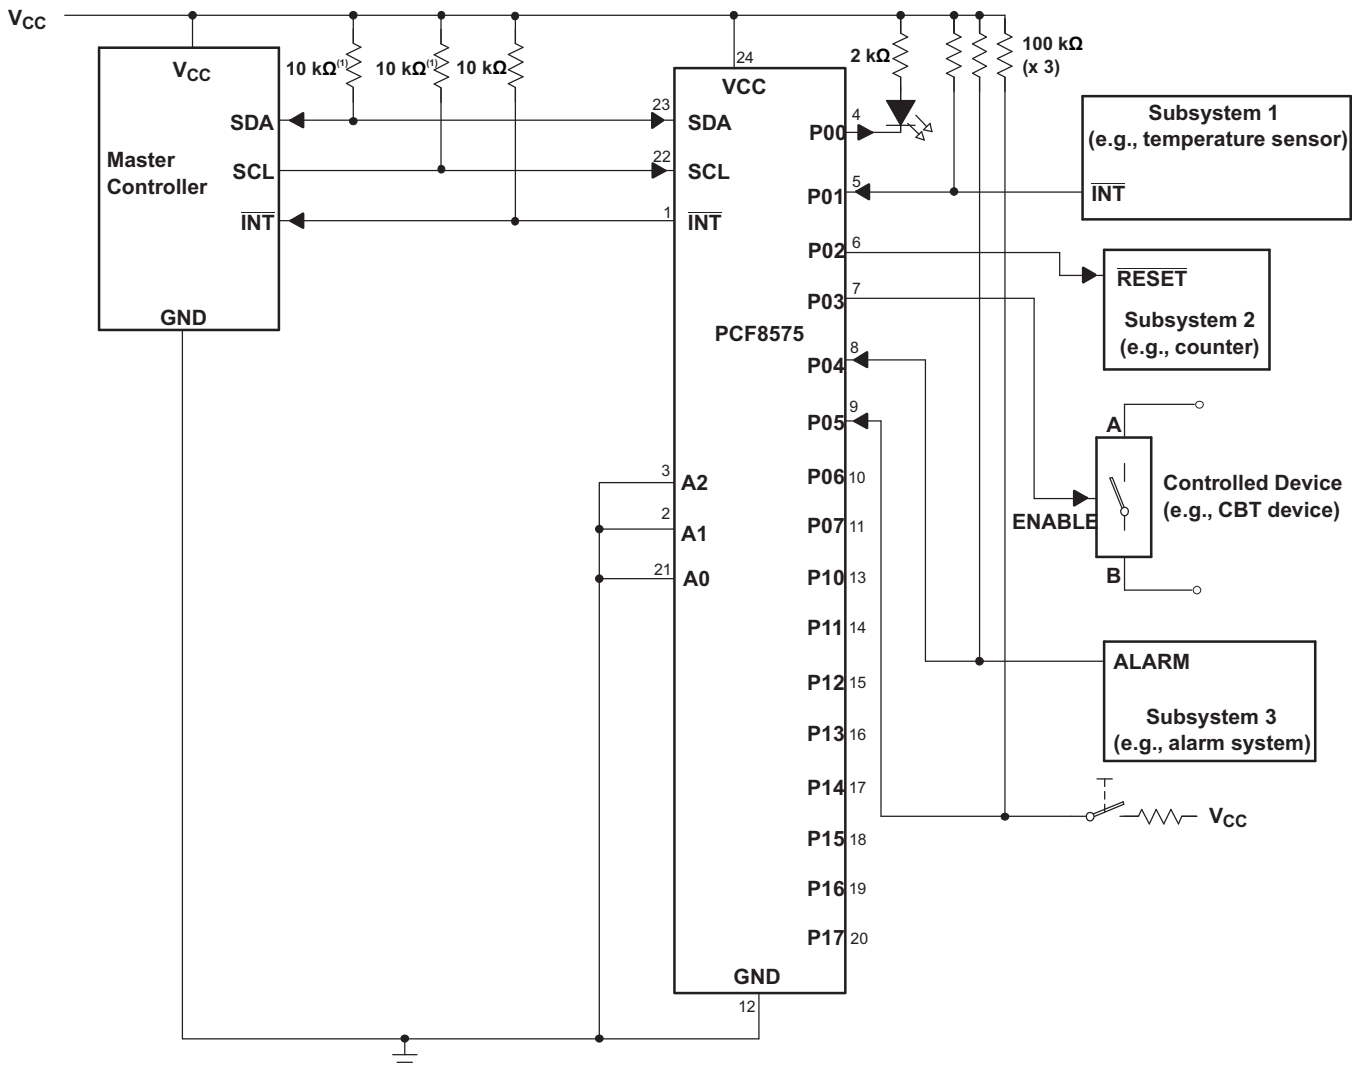 VCC
VCC
SDA
SCL
INT
Master
Controller
GND
10 kΩ(1)
10 kΩ(1)
10 kΩ
24
VCC
23
SDA
22
SCL
1
INT
PCF8575
3
A2
2
A1
21
A0
GND
12
P00
4
P01
5
P02
6
P03
7
P04
8
P05
9
P06
10
P07
11
P10
13
P11
14
P12
15
P13
16
P14
17
P15
18
P16
19
P17
20
2 kΩ
100 kΩ
(x 3)
Subsystem 1
(e.g., temperature sensor)
INT
RESET
Subsystem 2
(e.g., counter)
A
ENABLE
B
Controlled Device
(e.g., CBT device)
ALARM
Subsystem 3
(e.g., alarm system)
VCC